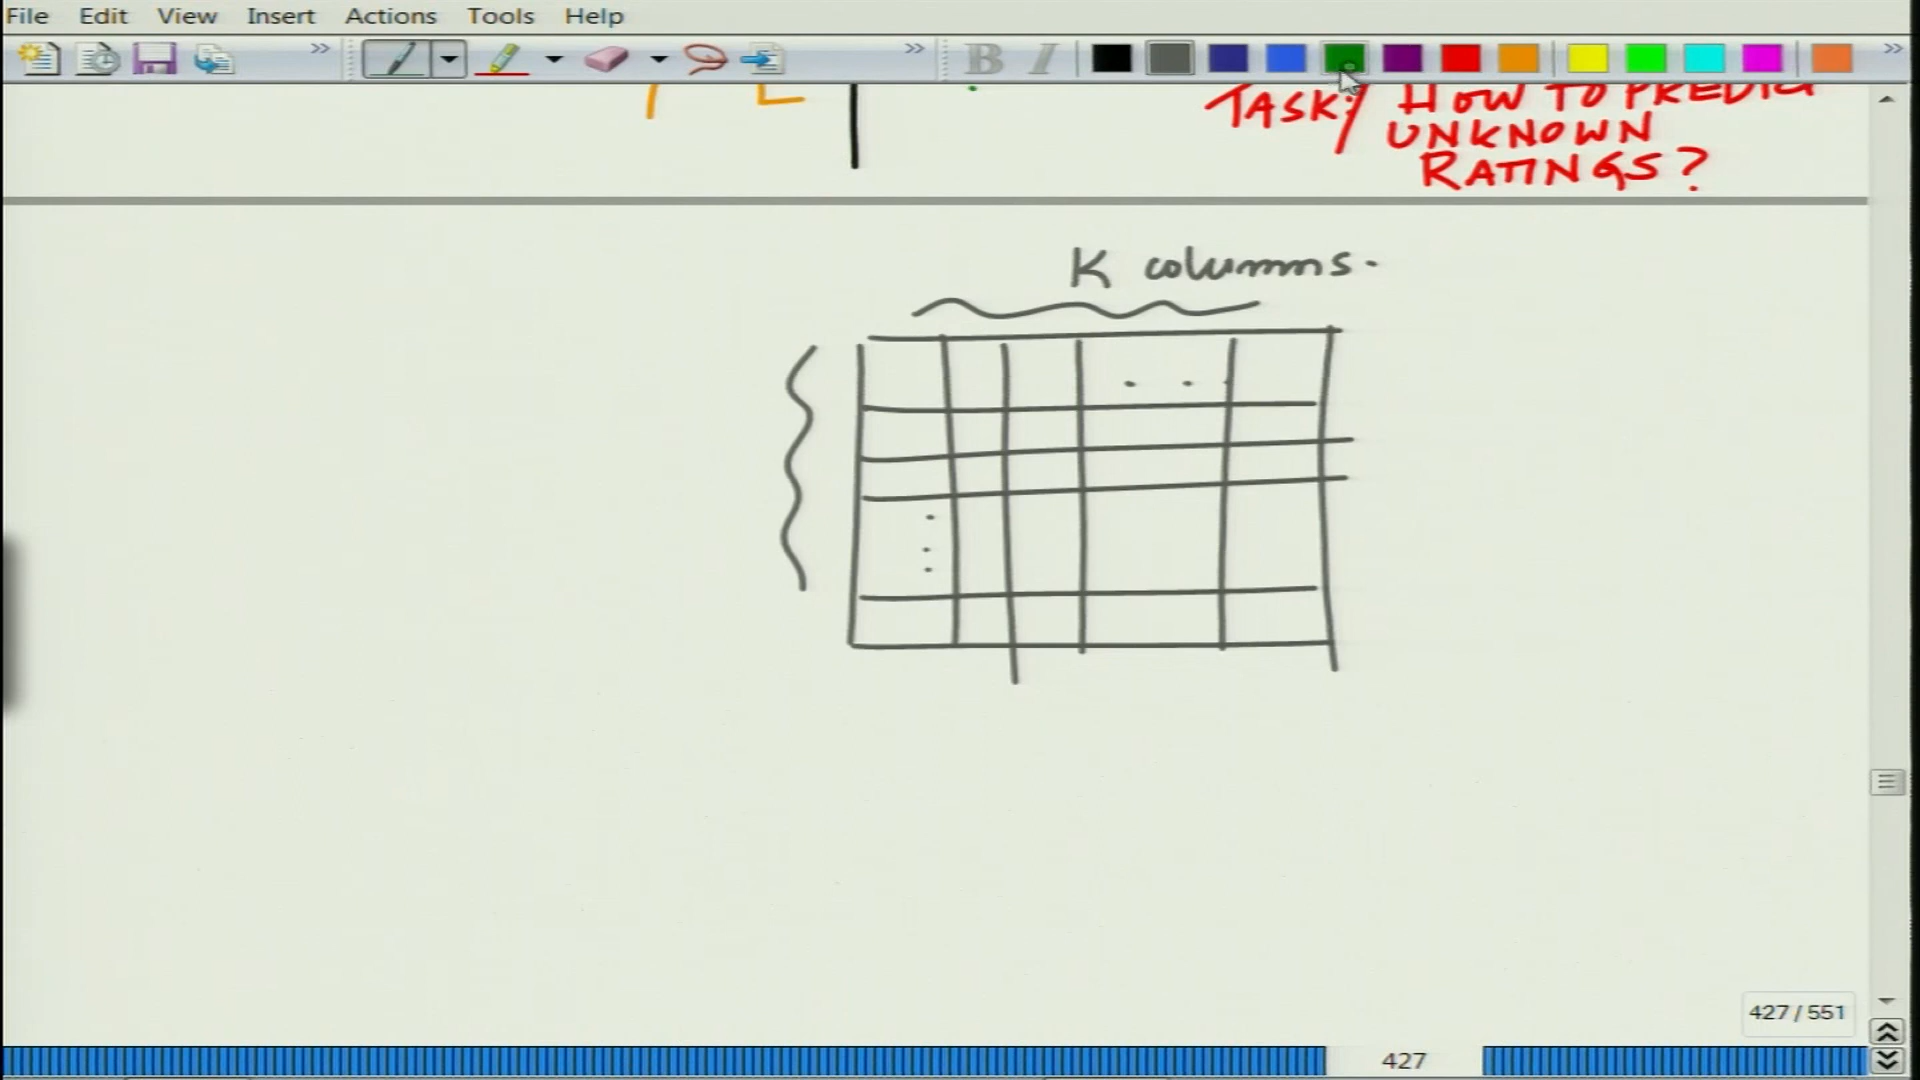 File Edit View Insert Actions Tools Help
B I
TASK: HOW TO PREDICT
UNKNOWN
RATINGS?
K columns.
427 / 551
427